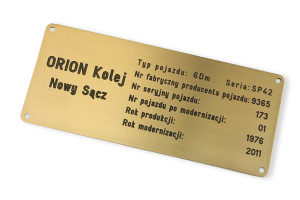 ORION Kolej
Nowy Sącz
Typ pojazdu: 6Dm Seria: SP42
Nr fabryczny producenta pojazdu: 9365
Nr seryjny pojazdu: 173
Nr pojazdu po modernizacji: 01
Rok produkcji: 1976
Rok modernizacji: 2011